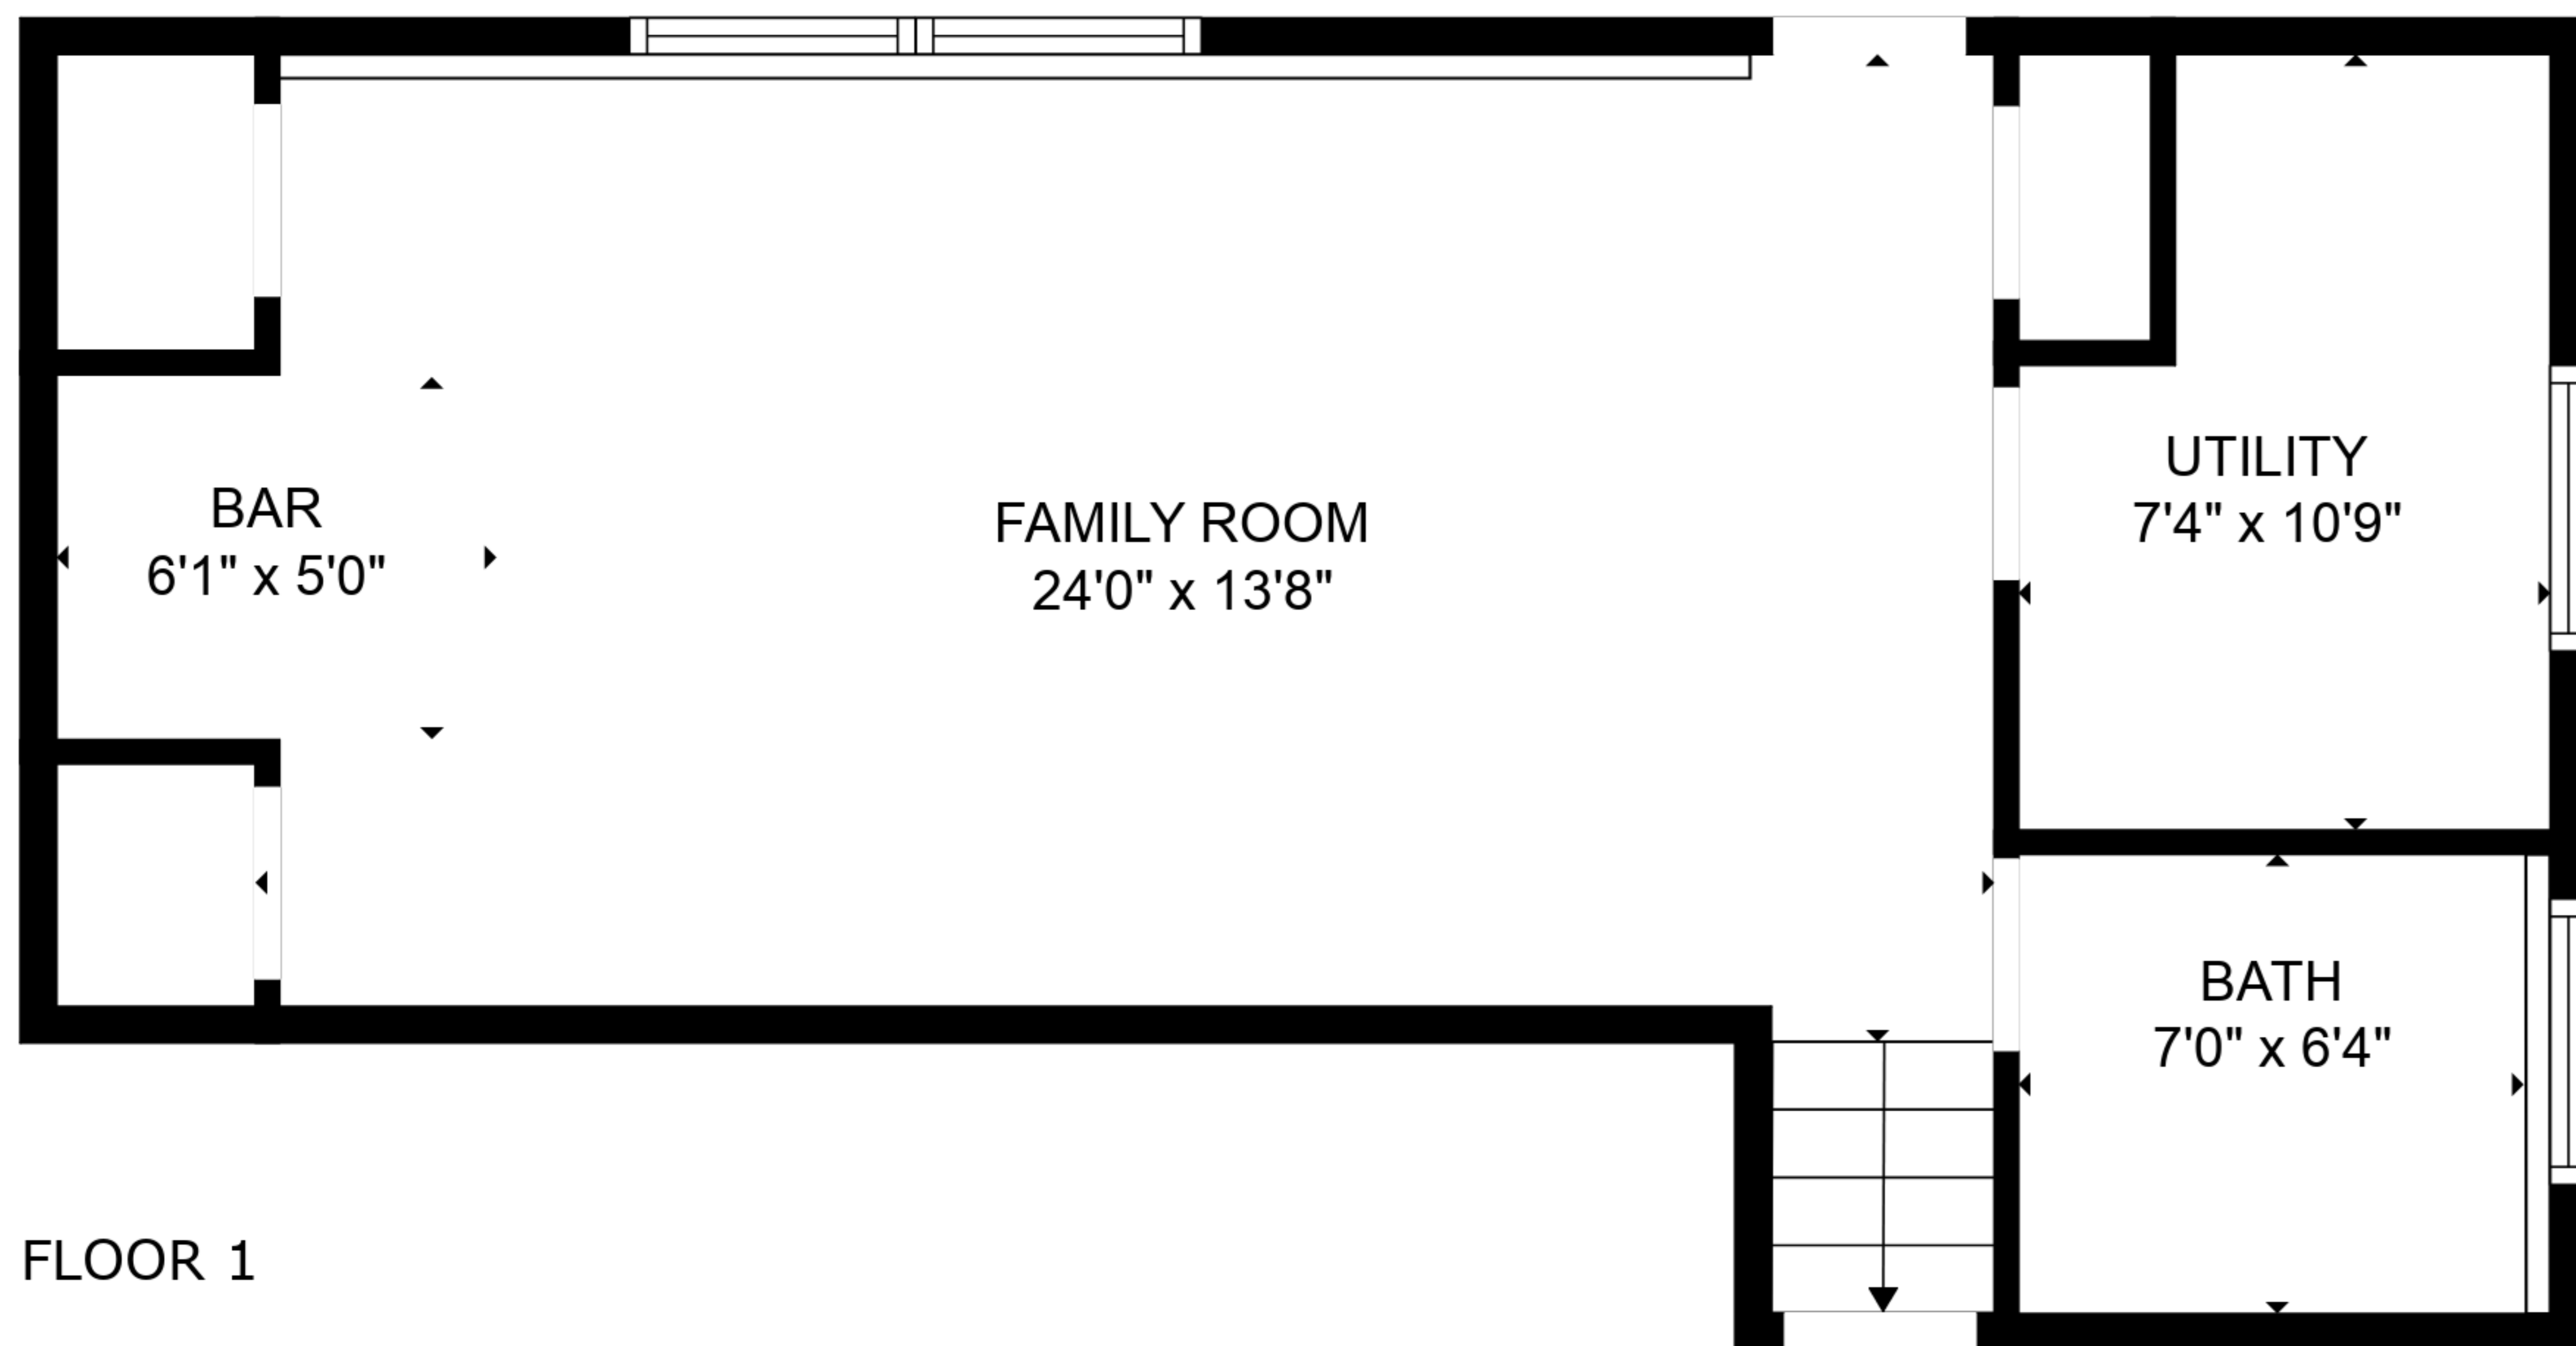 BAR
6'1" x 5'0"
FAMILY ROOM
24'0" x 13'8"
UTILITY
7'4" x 10'9"
BATH
7'0" x 6'4"
FLOOR 1